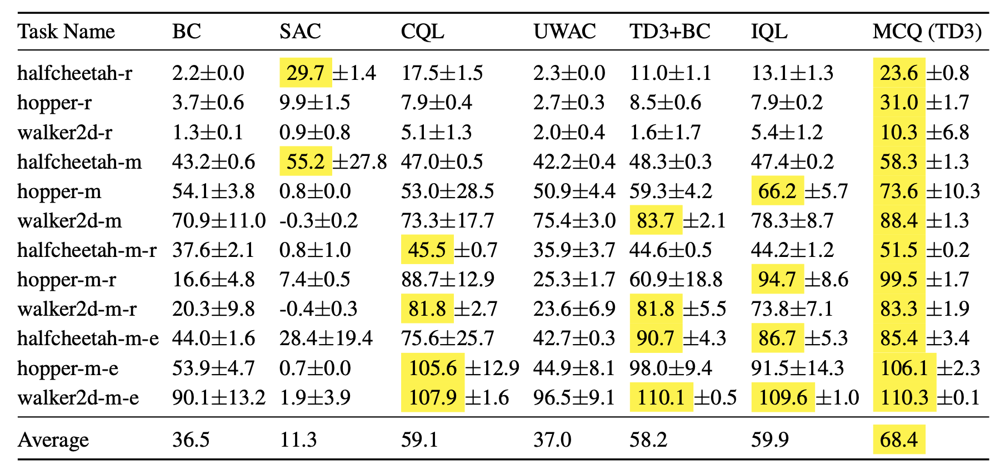 Task Name BC SAC CQL UWAC TD3+BC IQL MCQ (TD3)
halfcheetah-r 2.2±0.0 29.7 ±1.4 17.5±1.5 2.3±0.0 11.0±1.1 13.1±1.3 23.6 ±0.8
hopper-r 3.7±0.6 9.9±1.5 7.9±0.4 2.7±0.3 8.5±0.6 7.9±0.2 31.0 ±1.7
walker2d-r 1.3±0.1 0.9±0.8 5.1±1.3 2.0±0.4 1.6±1.7 5.4±1.2 10.3 ±6.8
halfcheetah-m 43.2±0.6 55.2 ±27.8 47.0±0.5 42.2±0.4 48.3±0.3 47.4±0.2 58.3 ±1.3
hopper-m 54.1±3.8 0.8±0.0 53.0±28.5 50.9±4.4 59.3±4.2 66.2 ±5.7 73.6 ±10.3
walker2d-m 70.9±11.0 -0.3±0.2 73.3±17.7 75.4±3.0 83.7 ±2.1 78.3±8.7 88.4 ±1.3
halfcheetah-m-r 37.6±2.1 0.8±1.0 45.5 ±0.7 35.9±3.7 44.6±0.5 44.2±1.2 51.5 ±0.2
hopper-m-r 16.6±4.8 7.4±0.5 88.7±12.9 25.3±1.7 60.9±18.8 94.7 ±8.6 99.5 ±1.7
walker2d-m-r 20.3±9.8 -0.4±0.3 81.8 ±2.7 23.6±6.9 81.8 ±5.5 73.8±7.1 83.3 ±1.9
halfcheetah-m-e 44.0±1.6 28.4±19.4 75.6±25.7 42.7±0.3 90.7 ±4.3 86.7 ±5.3 85.4 ±3.4
hopper-m-e 53.9±4.7 0.7±0.0 105.6 ±12.9 44.9±8.1 98.0±9.4 91.5±14.3 106.1 ±2.3
walker2d-m-e 90.1±13.2 1.9±3.9 107.9 ±1.6 96.5±9.1 110.1 ±0.5 109.6 ±1.0 110.3 ±0.1
Average 36.5 11.3 59.1 37.0 58.2 59.9 68.4